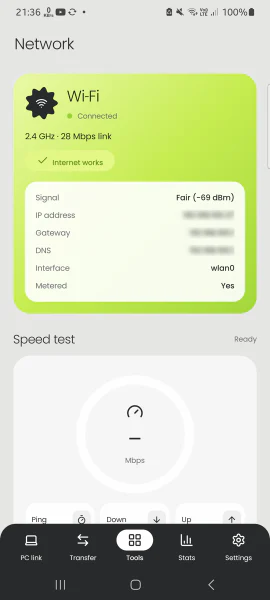 21:36 0 KB/s 100%
Network
Wi-Fi
Connected
2.4 GHz · 28 Mbps link
Internet works
Signal Fair (-69 dBm)
IP address
Gateway
DNS
Interface wlan0
Metered Yes
Speed test Ready
–
Mbps
Ping Down Up
PC link Transfer Tools Stats Settings